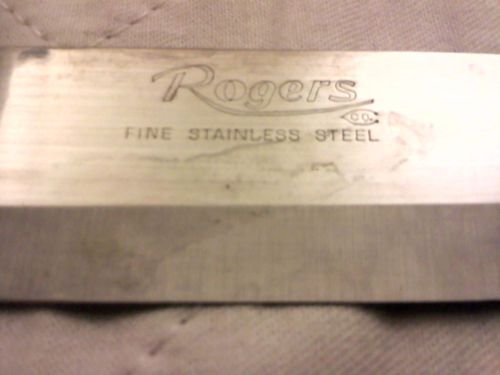 Rogers
CO.
FINE STAINLESS STEEL